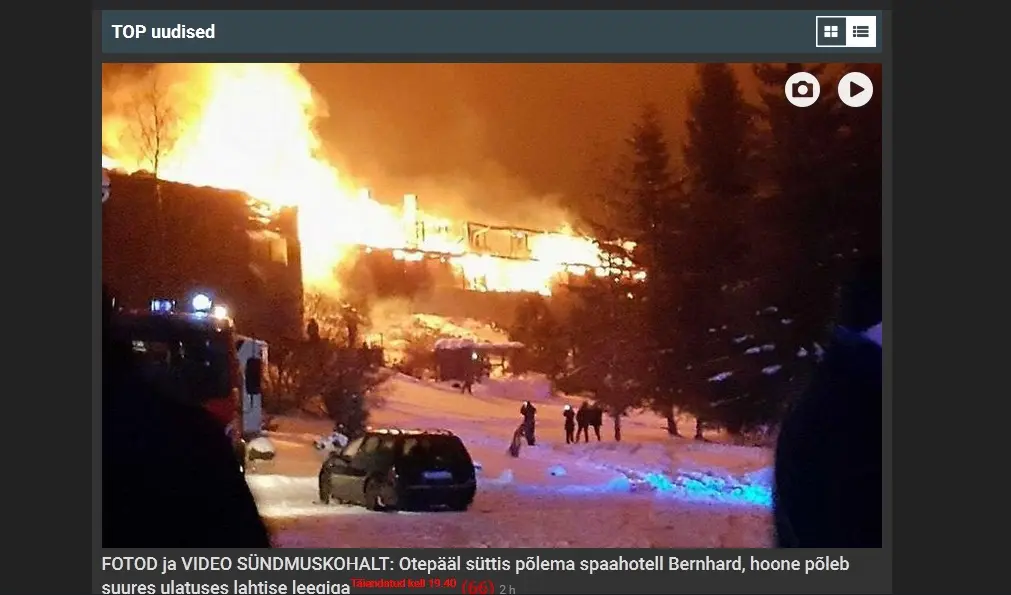 TOP uudised
FOTOD ja VIDEO SÜNDMUSKOHALT: Otepääl süttis põlema spaahotell Bernhard, hoone põleb
suures ulatuses lahtise leegiga Täiendatud kell 19.40 (66) 2 h